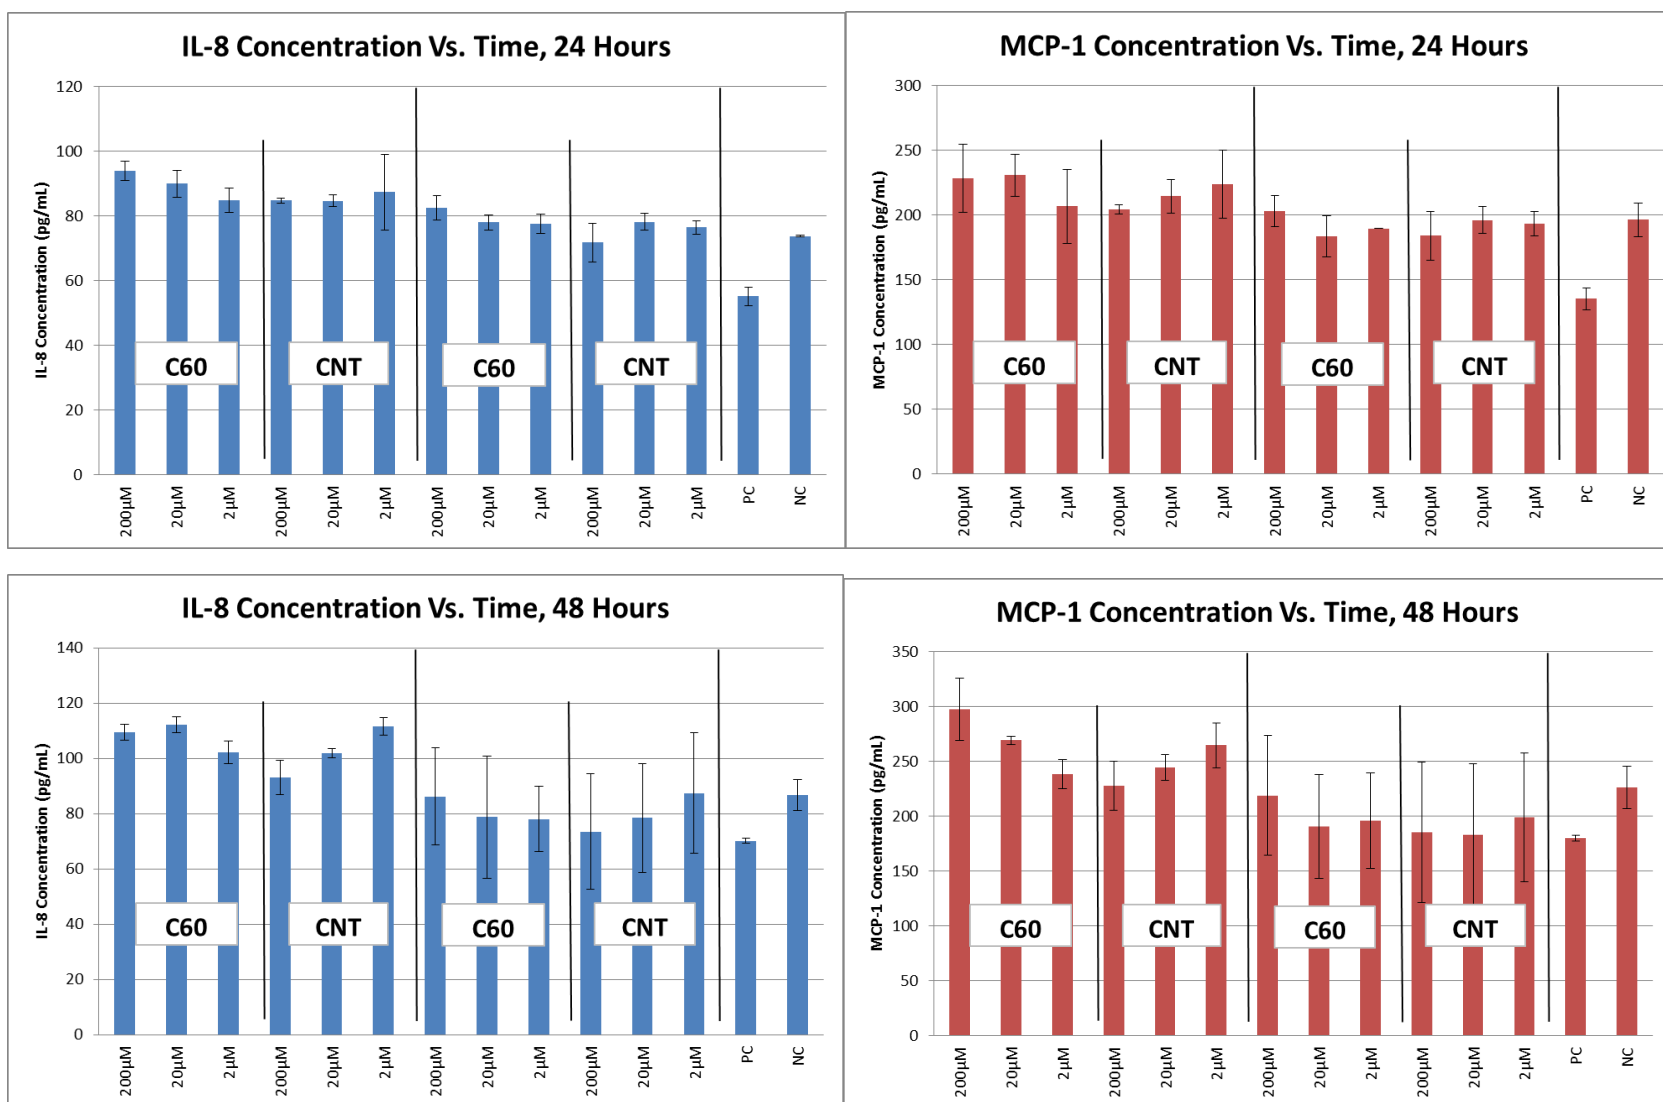 IL-8 Concentration Vs. Time, 24 Hours
IL-8 Concentration (pg/mL)
120
100
80
60
40
20
0
C60
CNT
C60
CNT
200μM
20μM
2μM
200μM
20μM
2μM
200μM
20μM
2μM
200μM
20μM
2μM
PC
NC
MCP-1 Concentration Vs. Time, 24 Hours
MCP-1 Concentration (pg/mL)
300
250
200
150
100
50
0
C60
CNT
C60
CNT
200μM
20μM
2μM
200μM
20μM
2μM
200μM
20μM
2μM
200μM
20μM
2μM
PC
NC
IL-8 Concentration Vs. Time, 48 Hours
IL-8 Concentration (pg/mL)
140
120
100
80
60
40
20
0
C60
CNT
C60
CNT
200μM
20μM
2μM
200μM
20μM
2μM
200μM
20μM
2μM
200μM
20μM
2μM
PC
NC
MCP-1 Concentration Vs. Time, 48 Hours
MCP-1 Concentration (pg/mL)
350
300
250
200
150
100
50
0
C60
CNT
C60
CNT
200μM
20μM
2μM
200μM
20μM
2μM
200μM
20μM
2μM
200μM
20μM
2μM
PC
NC